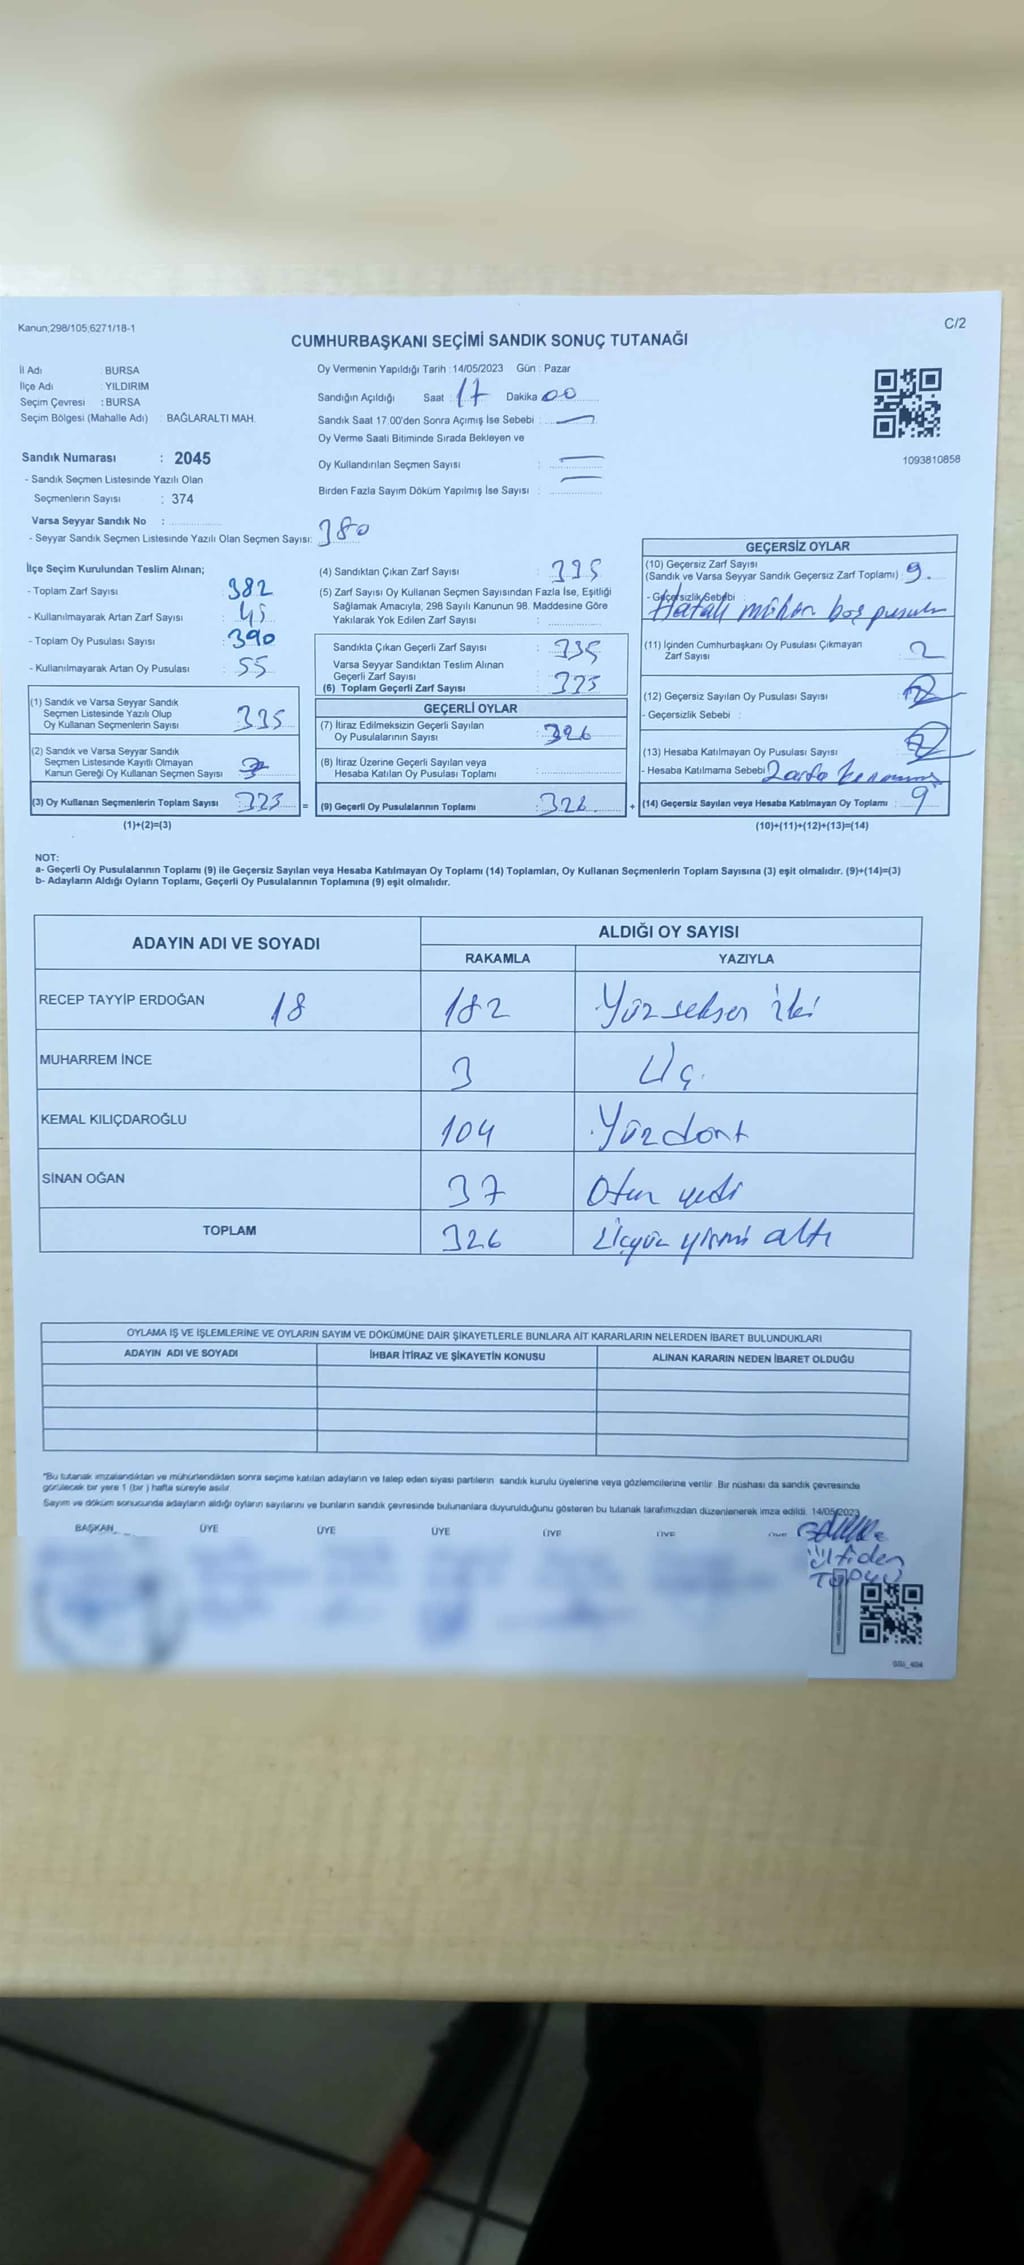 Kanun;298/105;6271/18-1
C/2
CUMHURBAŞKANI SEÇİMİ SANDIK SONUÇ TUTANAĞI
İl Adı : BURSA
İlçe Adı : YILDIRIM
Seçim Çevresi : BURSA
Seçim Bölgesi (Mahalle Adı) : BAĞLARALTI MAH.
Sandık Numarası : 2045
- Sandık Seçmen Listesinde Yazılı Olan
Seçmenlerin Sayısı : 374
Varsa Seyyar Sandık No :
- Seyyar Sandık Seçmen Listesinde Yazılı Olan Seçmen Sayısı: 380
Oy Vermenin Yapıldığı Tarih : 14/05/2023 Gün : Pazar
Sandığın Açıldığı Saat : 17 Dakika 00
Sandık Saat 17:00'den Sonra Açımış İse Sebebi :
Oy Verme Saati Bitiminde Sırada Bekleyen ve
Oy Kullandırılan Seçmen Sayısı :
Birden Fazla Sayım Döküm Yapılmış İse Sayısı :
1093810858
İlçe Seçim Kurulundan Teslim Alınan;
- Toplam Zarf Sayısı : 382
- Kullanılmayarak Artan Zarf Sayısı : 45
- Toplam Oy Pusulası Sayısı : 390
- Kullanılmayarak Artan Oy Pusulası : 55
(1) Sandık ve Varsa Seyyar Sandık
Seçmen Listesinde Yazılı Olup
Oy Kullanan Seçmenlerin Sayısı : 335
(2) Sandık ve Varsa Seyyar Sandık
Seçmen Listesinde Kayıtlı Olmayan
Kanun Gereği Oy Kullanan Seçmen Sayısı
(3) Oy Kullanan Seçmenlerin Toplam Sayısı : =
(1)+(2)=(3)
(4) Sandıktan Çıkan Zarf Sayısı : 335
(5) Zarf Sayısı Oy Kullanan Seçmen Sayısından Fazla İse, Eşitliği
Sağlamak Amacıyla, 298 Sayılı Kanunun 98. Maddesine Göre
Yakılarak Yok Edilen Zarf Sayısı :
Sandıkta Çıkan Geçerli Zarf Sayısı : 335
Varsa Seyyar Sandıktan Teslim Alınan
Geçerli Zarf Sayısı :
(6) Toplam Geçerli Zarf Sayısı : 335
GEÇERLİ OYLAR
(7) İtiraz Edilmeksizin Geçerli Sayılan
Oy Pusulalarının Sayısı : 326
(8) İtiraz Üzerine Geçerli Sayılan veya
Hesaba Katılan Oy Pusulası Toplamı :
(9) Geçerli Oy Pusulalarının Toplamı : 326 +
GEÇERSİZ OYLAR
(10) Geçersiz Zarf Sayısı
(Sandık ve Varsa Seyyar Sandık Geçersiz Zarf Toplamı) : 9.
- Geçersizlik Sebebi : Hatalı mühür boş pusula
(11) İçinden Cumhurbaşkanı Oy Pusulası Çıkmayan
Zarf Sayısı : 2
(12) Geçersiz Sayılan Oy Pusulası Sayısı :
- Geçersizlik Sebebi :
(13) Hesaba Katılmayan Oy Pusulası Sayısı :
- Hesaba Katılmama Sebebi
(14) Geçersiz Sayılan veya Hesaba Katılmayan Oy Toplamı : 9
(10)+(11)+(12)+(13)=(14)
NOT:
a- Geçerli Oy Pusulalarının Toplamı (9) ile Geçersiz Sayılan veya Hesaba Katılmayan Oy Toplamı (14) Toplamları, Oy Kullanan Seçmenlerin Toplam Sayısına (3) eşit olmalıdır. (9)+(14)=(3)
b- Adayların Aldığı Oyların Toplamı, Geçerli Oy Pusulalarının Toplamına (9) eşit olmalıdır.
ADAYIN ADI VE SOYADI ALDIĞI OY SAYISI
RAKAMLA YAZIYLA
RECEP TAYYİP ERDOĞAN 18 182 Yüzseksen iki
MUHARREM İNCE 3 Üç.
KEMAL KILIÇDAROĞLU 104 Yüzdört
SİNAN OĞAN 37 Otuz yedi
TOPLAM 326 Üçyüz yirmi altı
OYLAMA İŞ VE İŞLEMLERİNE VE OYLARIN SAYIM VE DÖKÜMÜNE DAİR ŞİKAYETLERLE BUNLARA AİT KARARLARIN NELERDEN İBARET BULUNDUKLARI
ADAYIN ADI VE SOYADI İHBAR İTİRAZ VE ŞİKAYETİN KONUSU ALINAN KARARIN NEDEN İBARET OLDUĞU
*Bu tutanak imzalandıktan ve mühürlendikten sonra seçime katılan adayların ve talep eden siyasi partilerin sandık kurulu üyelerine veya gözlemcilerine verilir. Bir nüshası da sandık çevresinde
görülecek bir yere 1 (bir ) hafta süreyle asılır.
Sayım ve döküm sonucunda adayların aldığı oyların sayılarını ve bunların sandık çevresinde bulunanlara duyurulduğunu gösteren bu tutanak tarafımızdan düzenlenerek imza edildi. 14/05/2023
BAŞKAN ÜYE ÜYE ÜYE ÜYE ÜYE ÜYE